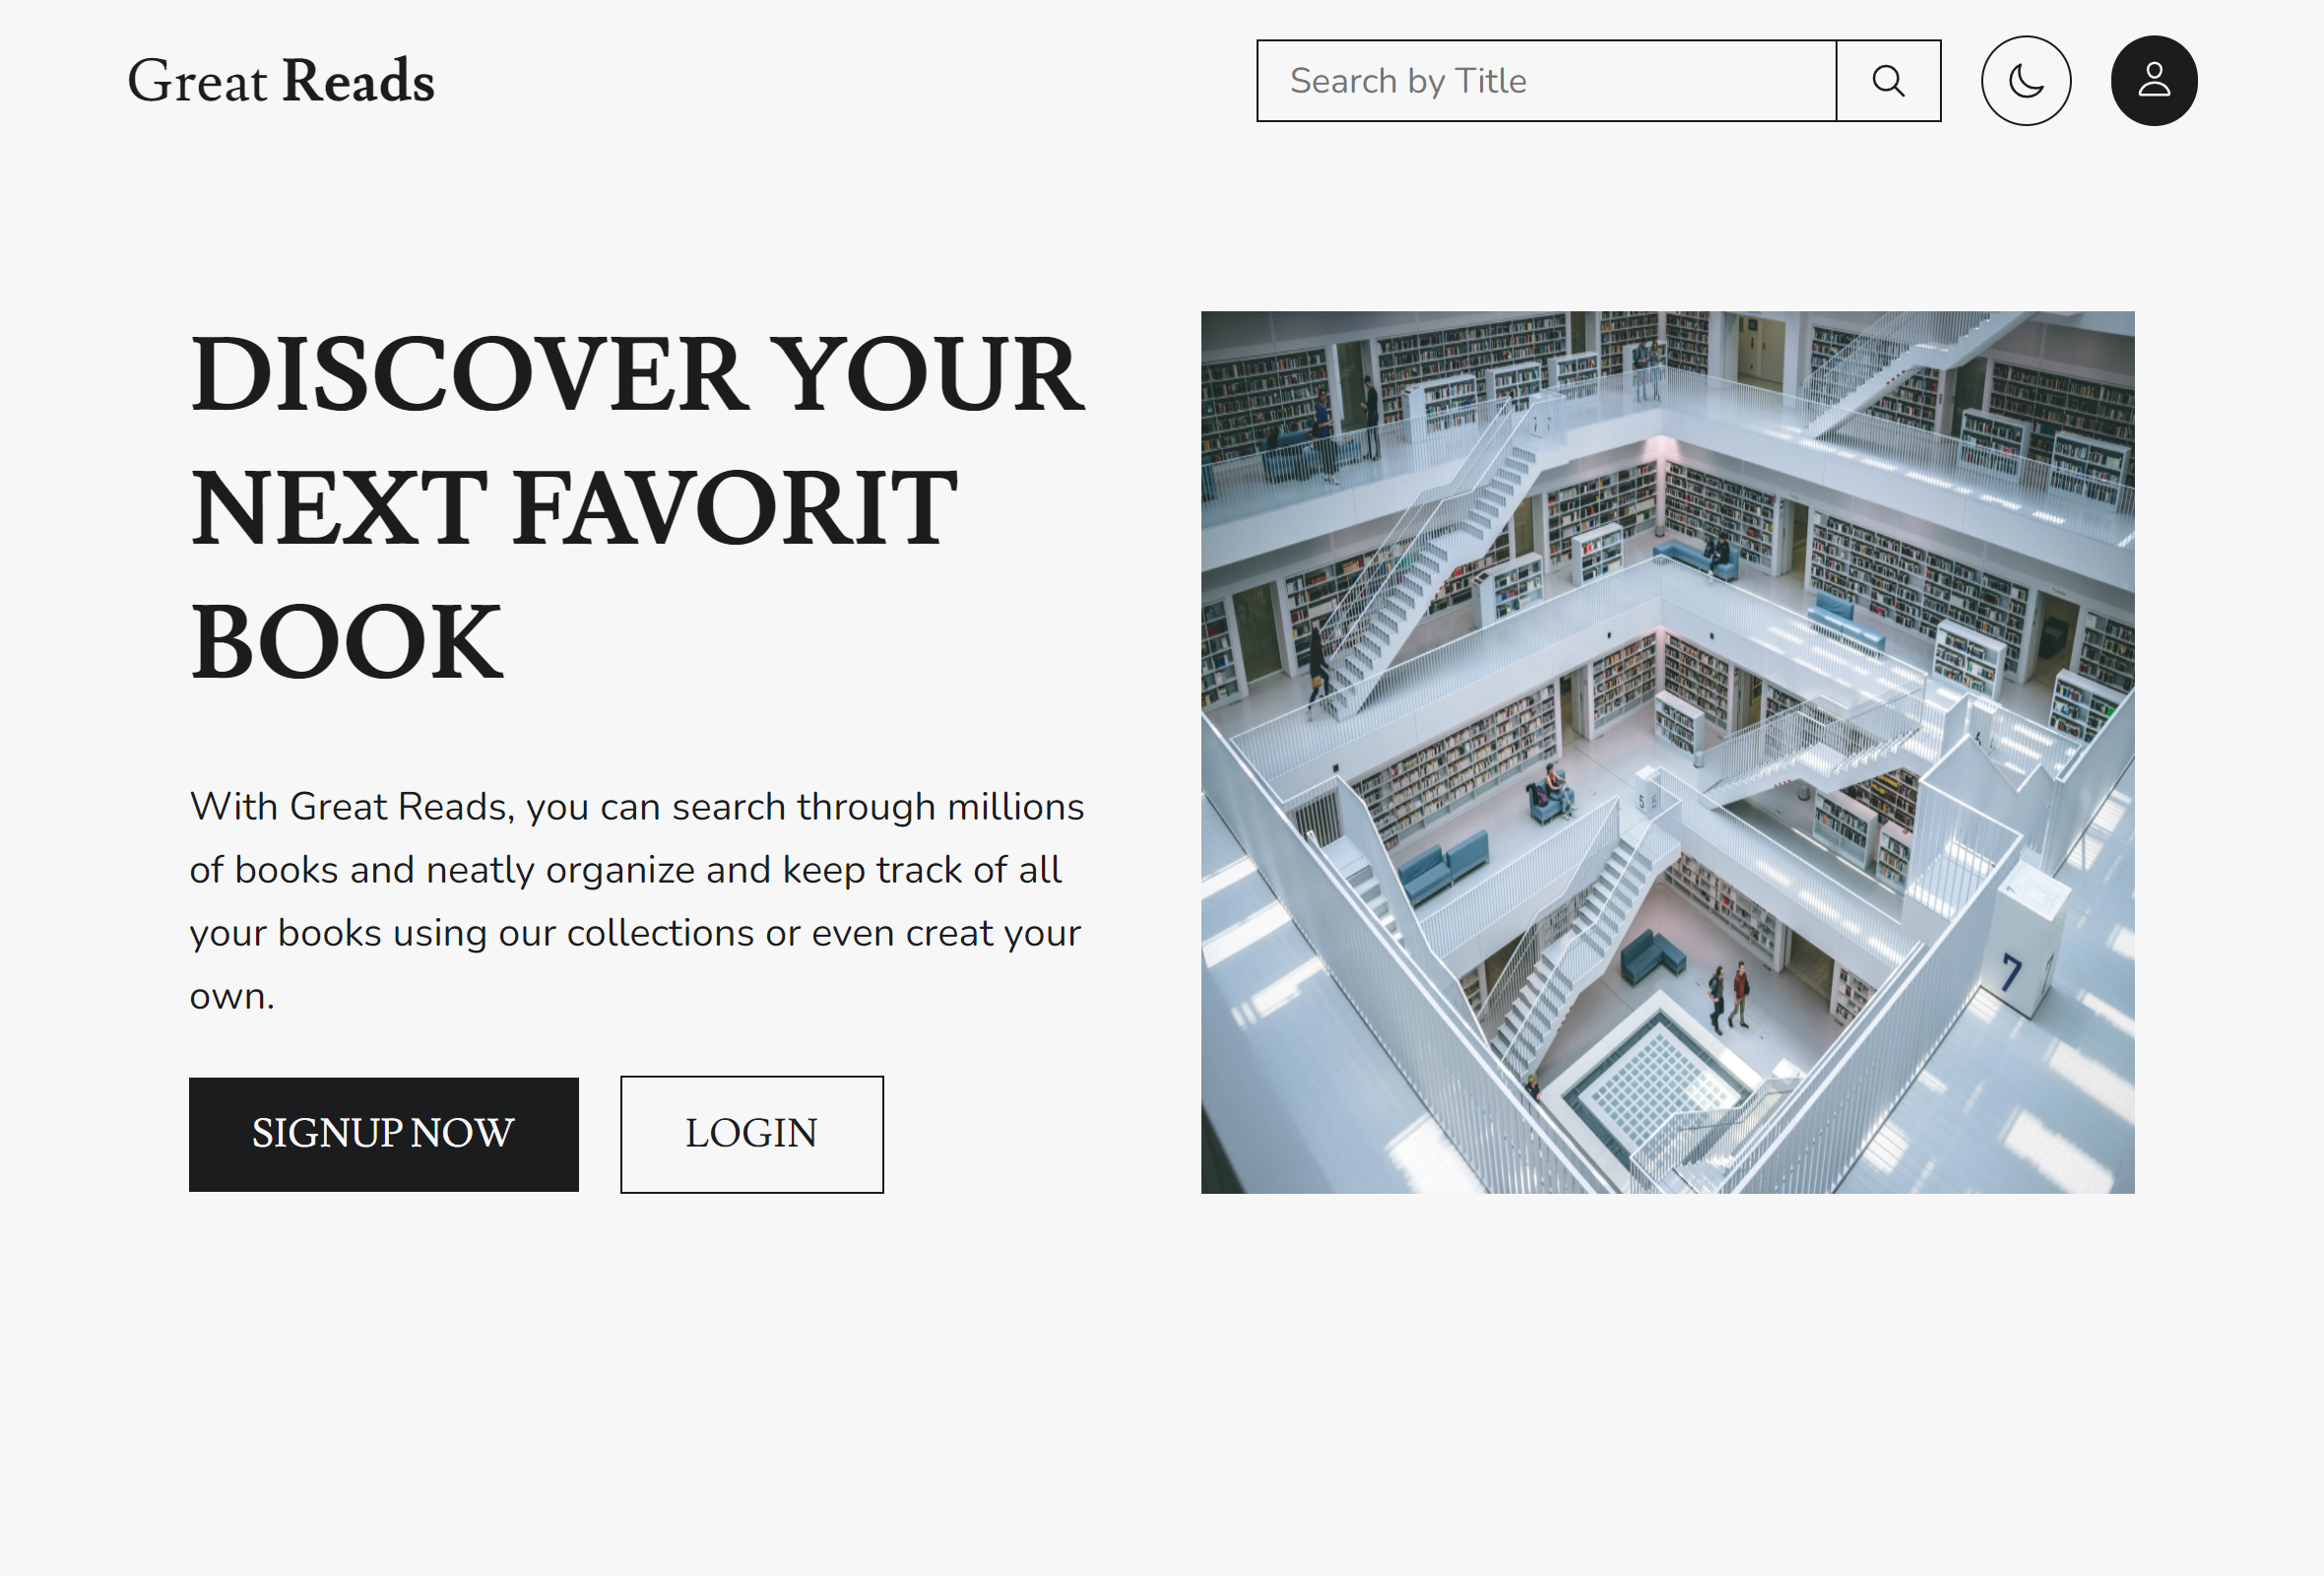 Great Reads
Search by Title
DISCOVER YOUR
NEXT FAVORIT
BOOK
With Great Reads, you can search through millions
of books and neatly organize and keep track of all
your books using our collections or even creat your
own.
SIGNUP NOW
LOGIN
7